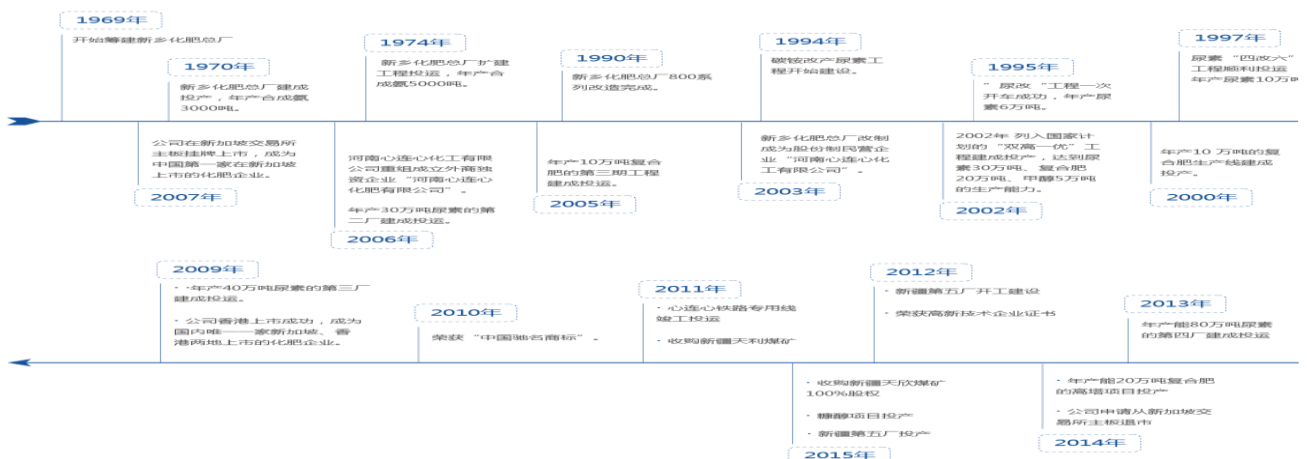 1969年
开始筹建新乡化肥总厂
1970年
新乡化肥总厂建成
投产，年产合成氨
3000吨。
1974年
新乡化肥总厂扩建
工程投运，年产合
成氨5000吨。
1990年
新乡化肥总厂800系
列改造完成。
1994年
碳铵改产尿素工
程开始建设。
1995年
"尿改"工程一次
开车成功，年产尿
素6万吨。
1997年
尿素"四改六"
工程顺利投运
年产尿素10万吨
公司在新加坡交易所
主板挂牌上市，成为
中国第一家在新加坡
上市的化肥企业。
2007年
河南心连心化工有限
公司重组成立外商独
资企业"河南心连心
化肥有限公司"。
年产30万吨尿素的第
二厂建成投运。
2006年
年产10万吨复合
肥的第三期工程
建成投运。
2005年
新乡化肥总厂改制
成为股份制民营企
业"河南心连心化
工有限公司"。
2003年
2002年 列入国家计
划的"双高一优"工
程建成投产，达到尿
素30万吨、复合肥
20万吨、甲醇5万吨
的生产能力。
2002年
年产10 万吨的复
合肥生产线建成
投产。
2000年
2009年
· ·年产40万吨尿素的第三厂
建成投运。
· 公司香港上市成功，成为
国内唯一一家新加坡、香
港两地上市的化肥企业。
2010年
荣获"中国驰名商标"。
2011年
· 心连心铁路专用线
竣工投运
· 收购新疆天利煤矿
2012年
· 新疆第五厂开工建设
· 荣获高新技术企业证书
2013年
年产能80万吨尿素
的第四厂建成投运
· 收购新疆天欣煤矿
100%股权
· 糠醇项目投产
· 新疆第五厂投产
2015年
· 年产能20万吨复合肥
的高塔项目投产
· 公司申请从新加坡交
易所主板退市
2014年